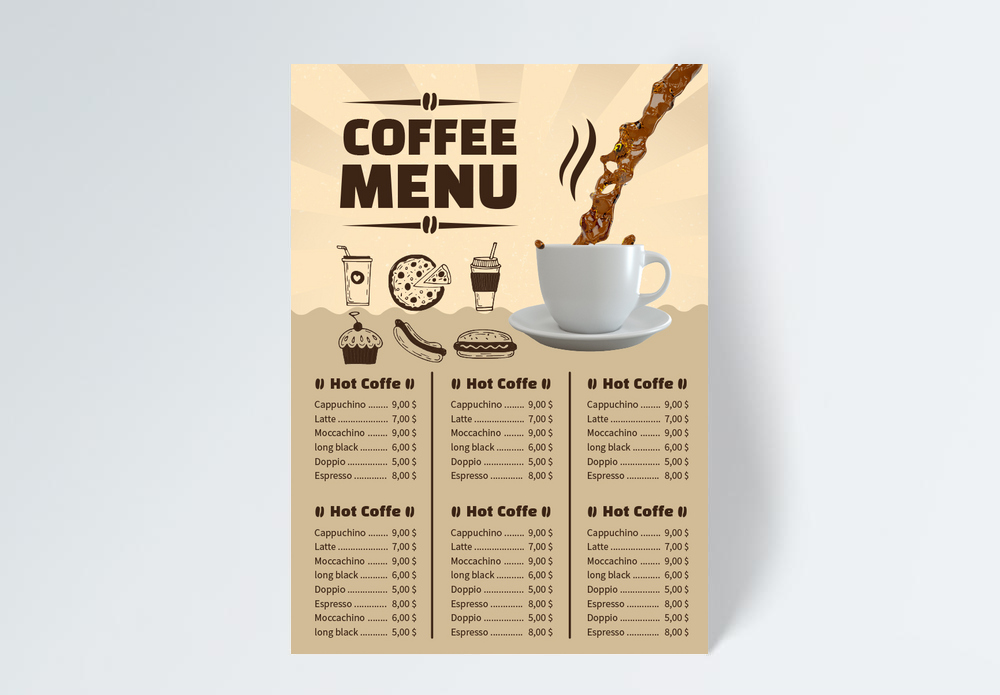 COFFEE
MENU
Hot Coffe
Cappuchino ........ 9,00 $
Latte .................... 7,00 $
Moccachino ........ 9,00 $
long black ........... 6,00 $
Doppio ................ 5,00 $
Espresso ............. 8,00 $
Hot Coffe
Cappuchino ........ 9,00 $
Latte .................... 7,00 $
Moccachino ........ 9,00 $
long black ........... 6,00 $
Doppio ................ 5,00 $
Espresso ............. 8,00 $
Hot Coffe
Cappuchino ........ 9,00 $
Latte .................... 7,00 $
Moccachino ........ 9,00 $
long black ........... 6,00 $
Doppio ................ 5,00 $
Espresso ............. 8,00 $
Hot Coffe
Cappuchino ........ 9,00 $
Latte .................... 7,00 $
Moccachino ........ 9,00 $
long black ........... 6,00 $
Doppio ................ 5,00 $
Espresso ............. 8,00 $
Moccachino ........ 6,00 $
long black ........... 5,00 $
Hot Coffe
Cappuchino ........ 9,00 $
Latte .................... 7,00 $
Moccachino ........ 9,00 $
long black ........... 6,00 $
Doppio ................ 5,00 $
Espresso ............. 8,00 $
Doppio ................ 5,00 $
Espresso ............. 8,00 $
Hot Coffe
Cappuchino ........ 9,00 $
Latte .................... 7,00 $
Moccachino ........ 9,00 $
long black ........... 6,00 $
Doppio ................ 5,00 $
Espresso ............. 8,00 $
Doppio ................ 5,00 $
Espresso ............. 8,00 $